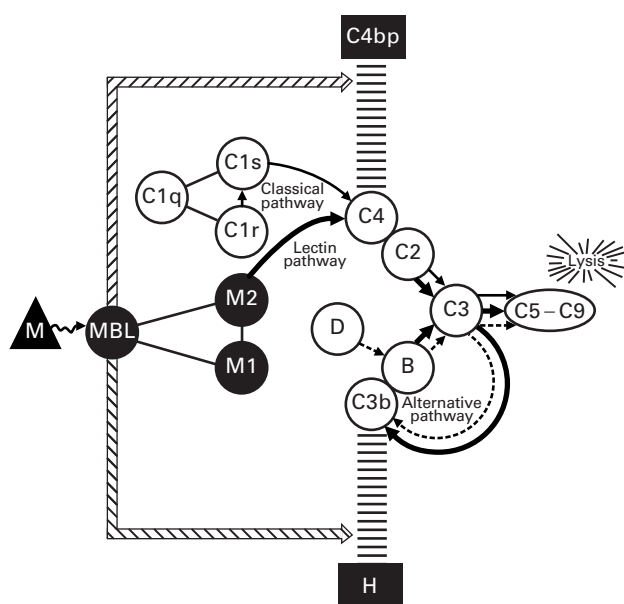 C4bp
C1s
C1q
Classical
pathway
C1r
C4
Lectin
pathway
C2
Lysis
M2
C3
C5–C9
M
MBL
D
M1
B
C3b
Alternative
pathway
H